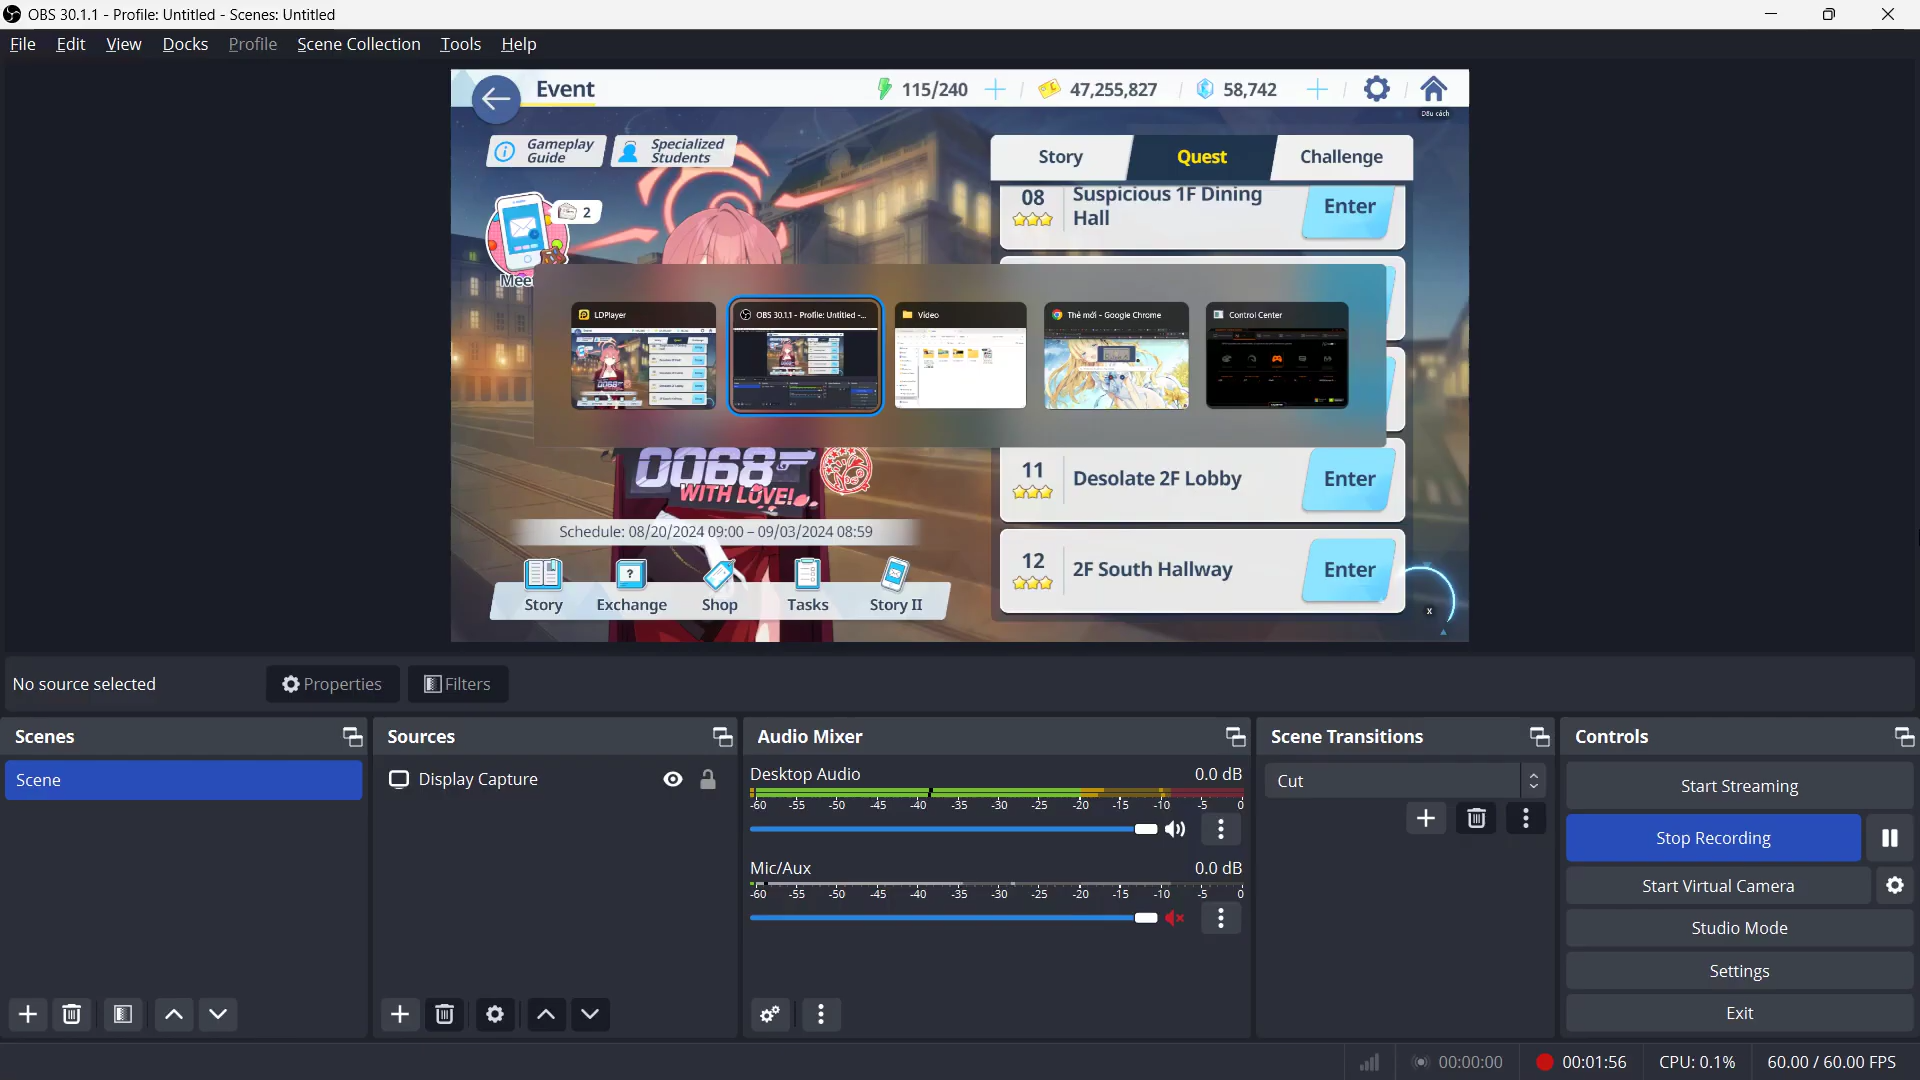 OBS 30.1.1 - Profile: Untitled - Scenes: Untitled
File Edit View Docks Profile Scene Collection Tools Help
Event
115/240
47,255,827
58,742
Dấu cách
Gameplay Guide
Specialized Students
Story Quest Challenge
2
Mee
08
Suspicious 1F Dining Hall
Enter
LDPlayer
OBS 30.1.1 - Profile: Untitled -...
Video
Thẻ mới - Google Chrome
Control Center
0068
WITH LOVE!
11
Desolate 2F Lobby
Enter
Schedule: 08/20/2024 09:00 – 09/03/2024 08:59
12
2F South Hallway
Enter
X
Story Exchange Shop Tasks Story II
No source selected
Properties
Filters
Scenes
Scene
Sources
Display Capture
Audio Mixer
Desktop Audio 0.0 dB
-60 -55 -50 -45 -40 -35 -30 -25 -20 -15 -10 -5 0
Mic/Aux 0.0 dB
-60 -55 -50 -45 -40 -35 -30 -25 -20 -15 -10 -5 0
Scene Transitions
Cut
Controls
Start Streaming
Stop Recording
Start Virtual Camera
Studio Mode
Settings
Exit
00:00:00
00:01:56
CPU: 0.1%
60.00 / 60.00 FPS